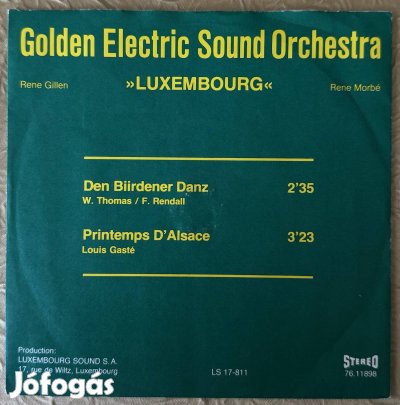 Golden Electric Sound Orchestra
Rene Gillen »LUXEMBOURG« Rene Morbé
Den Biirdener Danz 2'35
W. Thomas / F. Rendall
Printemps D'Alsace 3'23
Louis Gasté
Production:
LUXEMBOURG SOUND S.A.
17, rue de Wiltz, Luxembourg
LS 17-811
STEREO
76.11898
Jófogás